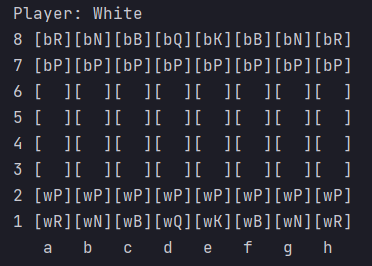 Player: White
8 [bR][bN][bB][bQ][bK][bB][bN][bR]
7 [bP][bP][bP][bP][bP][bP][bP][bP]
6 [  ][  ][  ][  ][  ][  ][  ][  ]
5 [  ][  ][  ][  ][  ][  ][  ][  ]
4 [  ][  ][  ][  ][  ][  ][  ][  ]
3 [  ][  ][  ][  ][  ][  ][  ][  ]
2 [wP][wP][wP][wP][wP][wP][wP][wP]
1 [wR][wN][wB][wQ][wK][wB][wN][wR]
   a   b   c   d   e   f   g   h